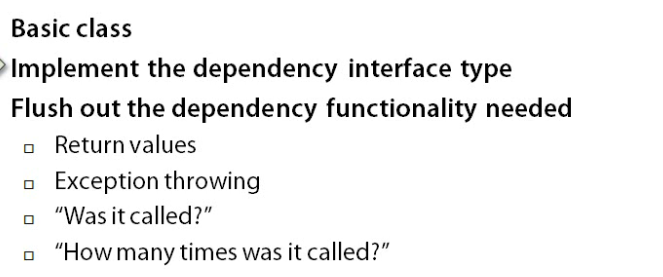 Basic class
Implement the dependency interface type
Flush out the dependency functionality needed
Return values
Exception throwing
“Was it called?”
“How many times was it called?”